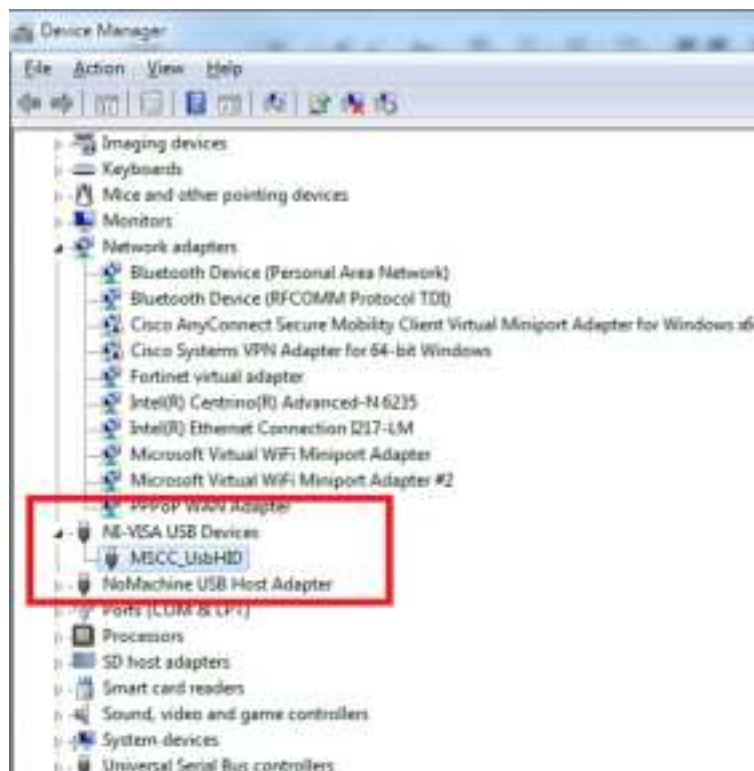 Device Manager
File Action View Help
Imaging devices
Keyboards
Mice and other pointing devices
Monitors
Network adapters
Bluetooth Device (Personal Area Network)
Bluetooth Device (RFCOMM Protocol TDI)
Cisco AnyConnect Secure Mobility Client Virtual Miniport Adapter for Windows x6
Cisco Systems VPN Adapter for 64-bit Windows
Fortinet virtual adapter
Intel(R) Centrino(R) Advanced-N 6235
Intel(R) Ethernet Connection I217-LM
Microsoft Virtual WiFi Miniport Adapter
Microsoft Virtual WiFi Miniport Adapter #2
PPPoP WAN Adapter
NI-VISA USB Devices
MSCC_UsbHID
NoMachine USB Host Adapter
Ports (COM & LPT)
Processors
SD host adapters
Smart card readers
Sound, video and game controllers
System devices
Universal Serial Bus controllers